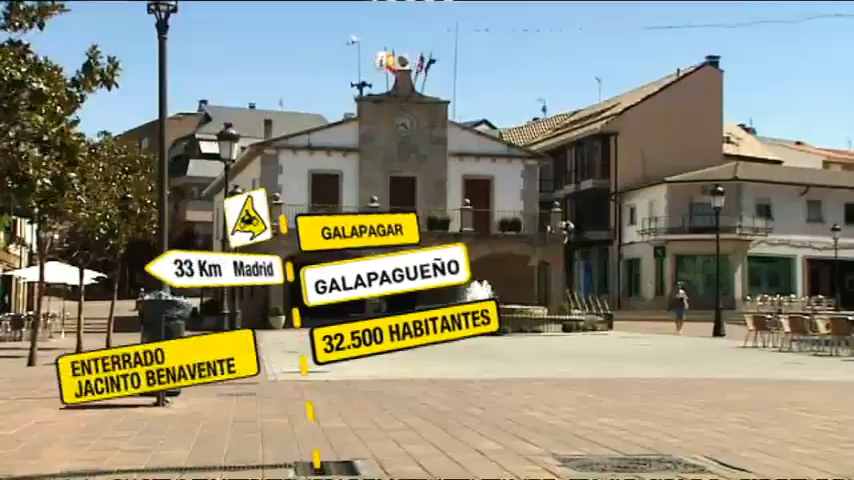 GALAPAGAR
33 Km Madrid
GALAPAGUEÑO
32.500 HABITANTES
ENTERRADO
JACINTO BENAVENTE